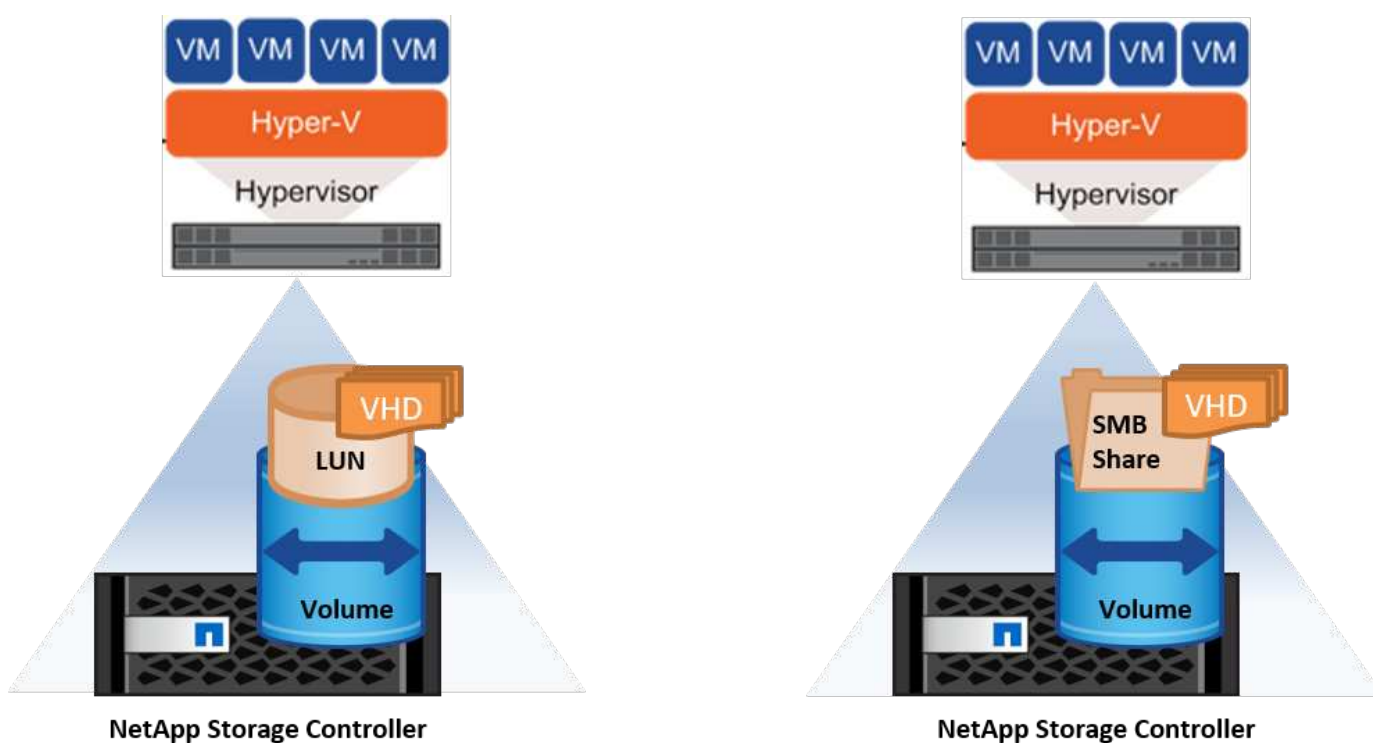 VM VM VM VM
Hyper-V
Hypervisor
VHD
LUN
Volume
NetApp Storage Controller
VM VM VM VM
Hyper-V
Hypervisor
VHD
SMB
Share
Volume
NetApp Storage Controller